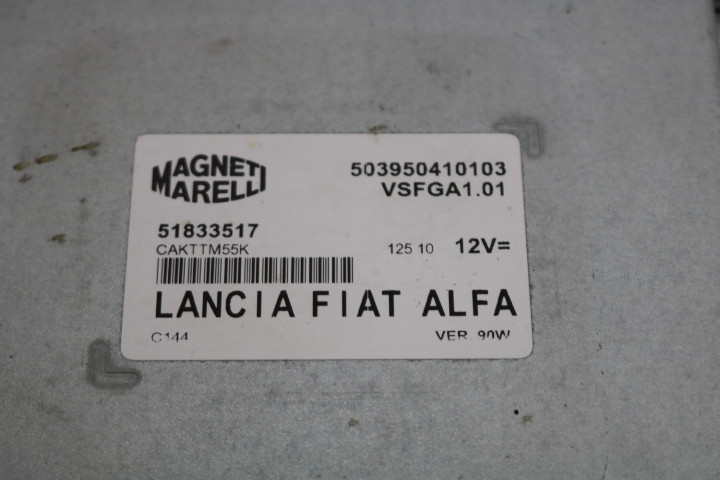 MAGNETI
MARELLI
503950410103
VSFGA1.01
51833517
CAKTTM55K
125 10 12V=
LANCIA FIAT ALFA
C144 VER 90W